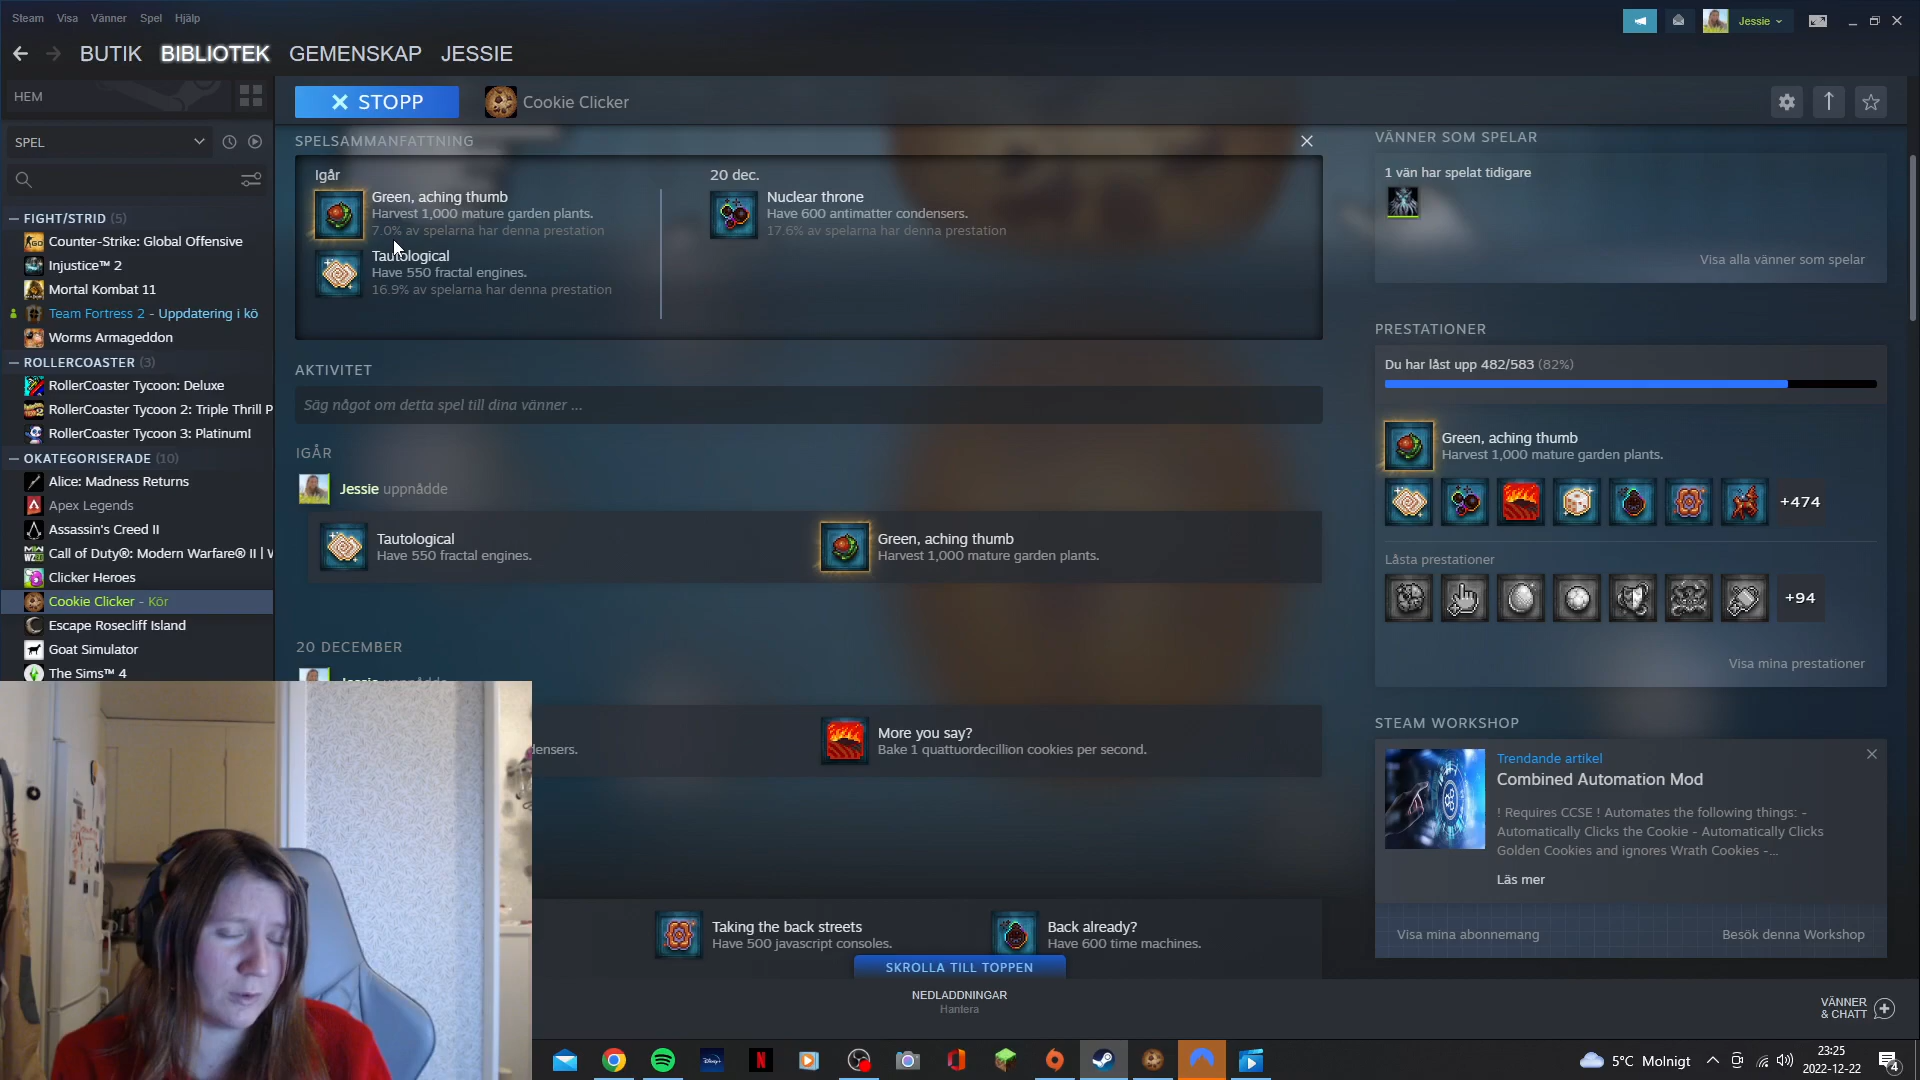 Steam Visa Vänner Spel Hjälp
Jessie
BUTIK BIBLIOTEK GEMENSKAP JESSIE
HEM
SPEL
FIGHT/STRID (5)
Counter-Strike: Global Offensive
Injustice™ 2
Mortal Kombat 11
Team Fortress 2 - Uppdatering i kö
Worms Armageddon
ROLLERCOASTER (3)
RollerCoaster Tycoon: Deluxe
RollerCoaster Tycoon 2: Triple Thrill P
RollerCoaster Tycoon 3: Platinum!
OKATEGORISERADE (10)
Alice: Madness Returns
Apex Legends
Assassin's Creed II
Call of Duty®: Modern Warfare® II | W
Clicker Heroes
Cookie Clicker - Kör
Escape Rosecliff Island
Goat Simulator
The Sims™ 4
STOPP
Cookie Clicker
SPELSAMMANFATTNING
Igår
Green, aching thumb
Harvest 1,000 mature garden plants.
7.0% av spelarna har denna prestation
Tautological
Have 550 fractal engines.
16.9% av spelarna har denna prestation
20 dec.
Nuclear throne
Have 600 antimatter condensers.
17.6% av spelarna har denna prestation
AKTIVITET
Säg något om detta spel till dina vänner ...
IGÅR
Jessie uppnådde
Tautological
Have 550 fractal engines.
Green, aching thumb
Harvest 1,000 mature garden plants.
20 DECEMBER
densers.
More you say?
Bake 1 quattuordecillion cookies per second.
Taking the back streets
Have 500 javascript consoles.
Back already?
Have 600 time machines.
SKROLLA TILL TOPPEN
NEDLADDNINGAR
Hantera
VÄNNER SOM SPELAR
1 vän har spelat tidigare
Visa alla vänner som spelar
PRESTATIONER
Du har låst upp 482/583 (82%)
Green, aching thumb
Harvest 1,000 mature garden plants.
+474
Låsta prestationer
+94
Visa mina prestationer
STEAM WORKSHOP
Trendande artikel
Combined Automation Mod
! Requires CCSE ! Automates the following things: -
Automatically Clicks the Cookie - Automatically Clicks
Golden Cookies and ignores Wrath Cookies -...
Läs mer
Visa mina abonnemang
Besök denna Workshop
VÄNNER
& CHATT
5°C Molnigt
23:25
2022-12-22
4